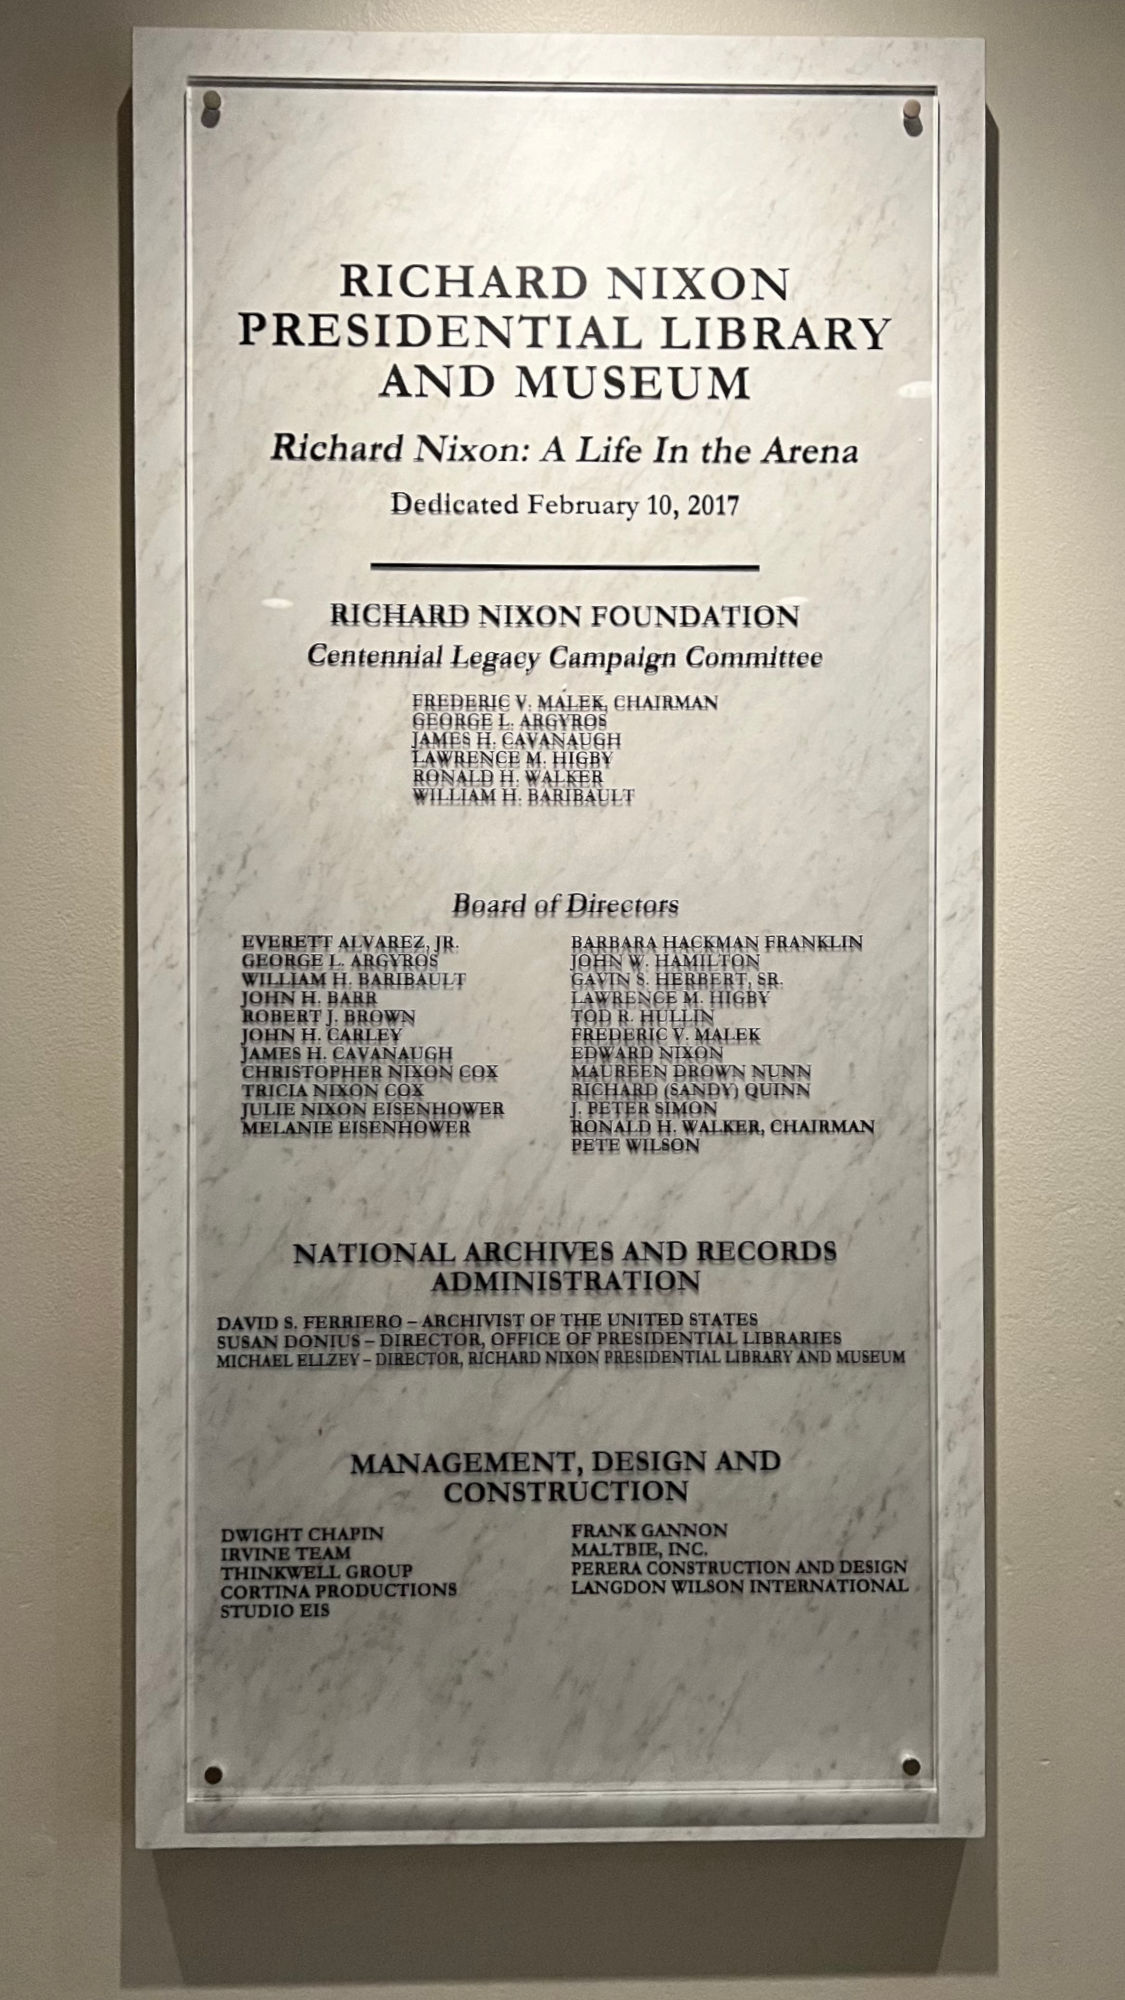 RICHARD NIXON
PRESIDENTIAL LIBRARY
AND MUSEUM
Richard Nixon: A Life In the Arena
Dedicated February 10, 2017
RICHARD NIXON FOUNDATION
Centennial Legacy Campaign Committee
FREDERIC V. MALEK, CHAIRMAN
GEORGE L. ARGYROS
JAMES H. CAVANAUGH
LAWRENCE M. HIGBY
RONALD H. WALKER
WILLIAM H. BARIBAULT
Board of Directors
EVERETT ALVAREZ, JR.
GEORGE L. ARGYROS
WILLIAM H. BARIBAULT
JOHN H. BARR
ROBERT J. BROWN
JOHN H. CARLEY
JAMES H. CAVANAUGH
CHRISTOPHER NIXON COX
TRICIA NIXON COX
JULIE NIXON EISENHOWER
MELANIE EISENHOWER
BARBARA HACKMAN FRANKLIN
JOHN W. HAMILTON
GAVIN S. HERBERT, SR.
LAWRENCE M. HIGBY
TOD R. HULLIN
FREDERIC V. MALEK
EDWARD NIXON
MAUREEN DROWN NUNN
RICHARD (SANDY) QUINN
J. PETER SIMON
RONALD H. WALKER, CHAIRMAN
PETE WILSON
NATIONAL ARCHIVES AND RECORDS
ADMINISTRATION
DAVID S. FERRIERO – ARCHIVIST OF THE UNITED STATES
SUSAN DONIUS – DIRECTOR, OFFICE OF PRESIDENTIAL LIBRARIES
MICHAEL ELLZEY – DIRECTOR, RICHARD NIXON PRESIDENTIAL LIBRARY AND MUSEUM
MANAGEMENT, DESIGN AND
CONSTRUCTION
DWIGHT CHAPIN
IRVINE TEAM
THINKWELL GROUP
CORTINA PRODUCTIONS
STUDIO EIS
FRANK GANNON
MALTBIE, INC.
PERERA CONSTRUCTION AND DESIGN
LANGDON WILSON INTERNATIONAL